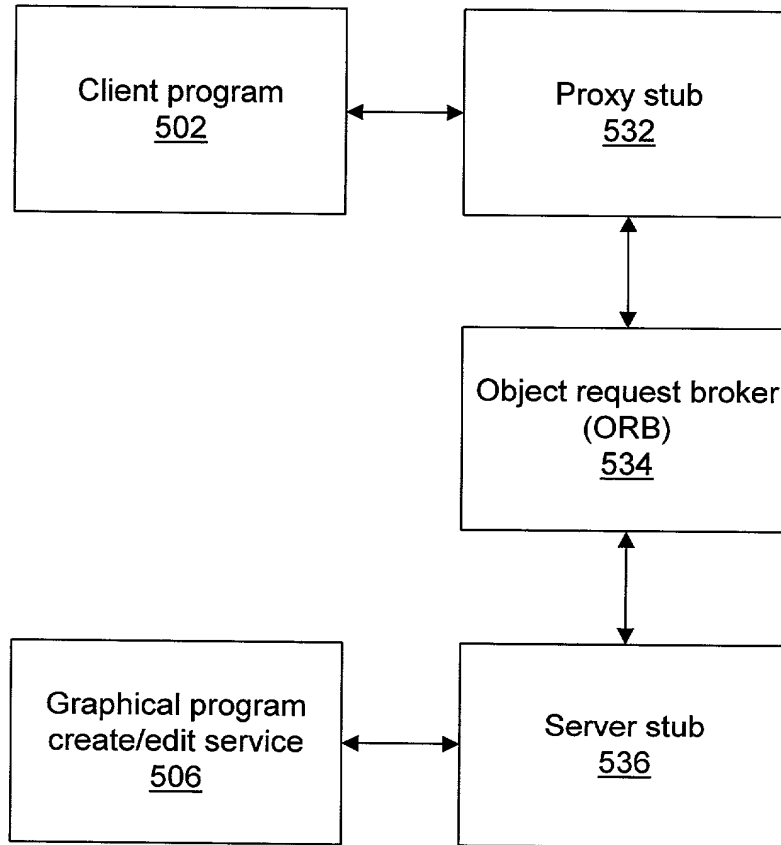 Client program
502
Proxy stub
532
Object request broker
(ORB)
534
Graphical program
create/edit service
506
Server stub
536